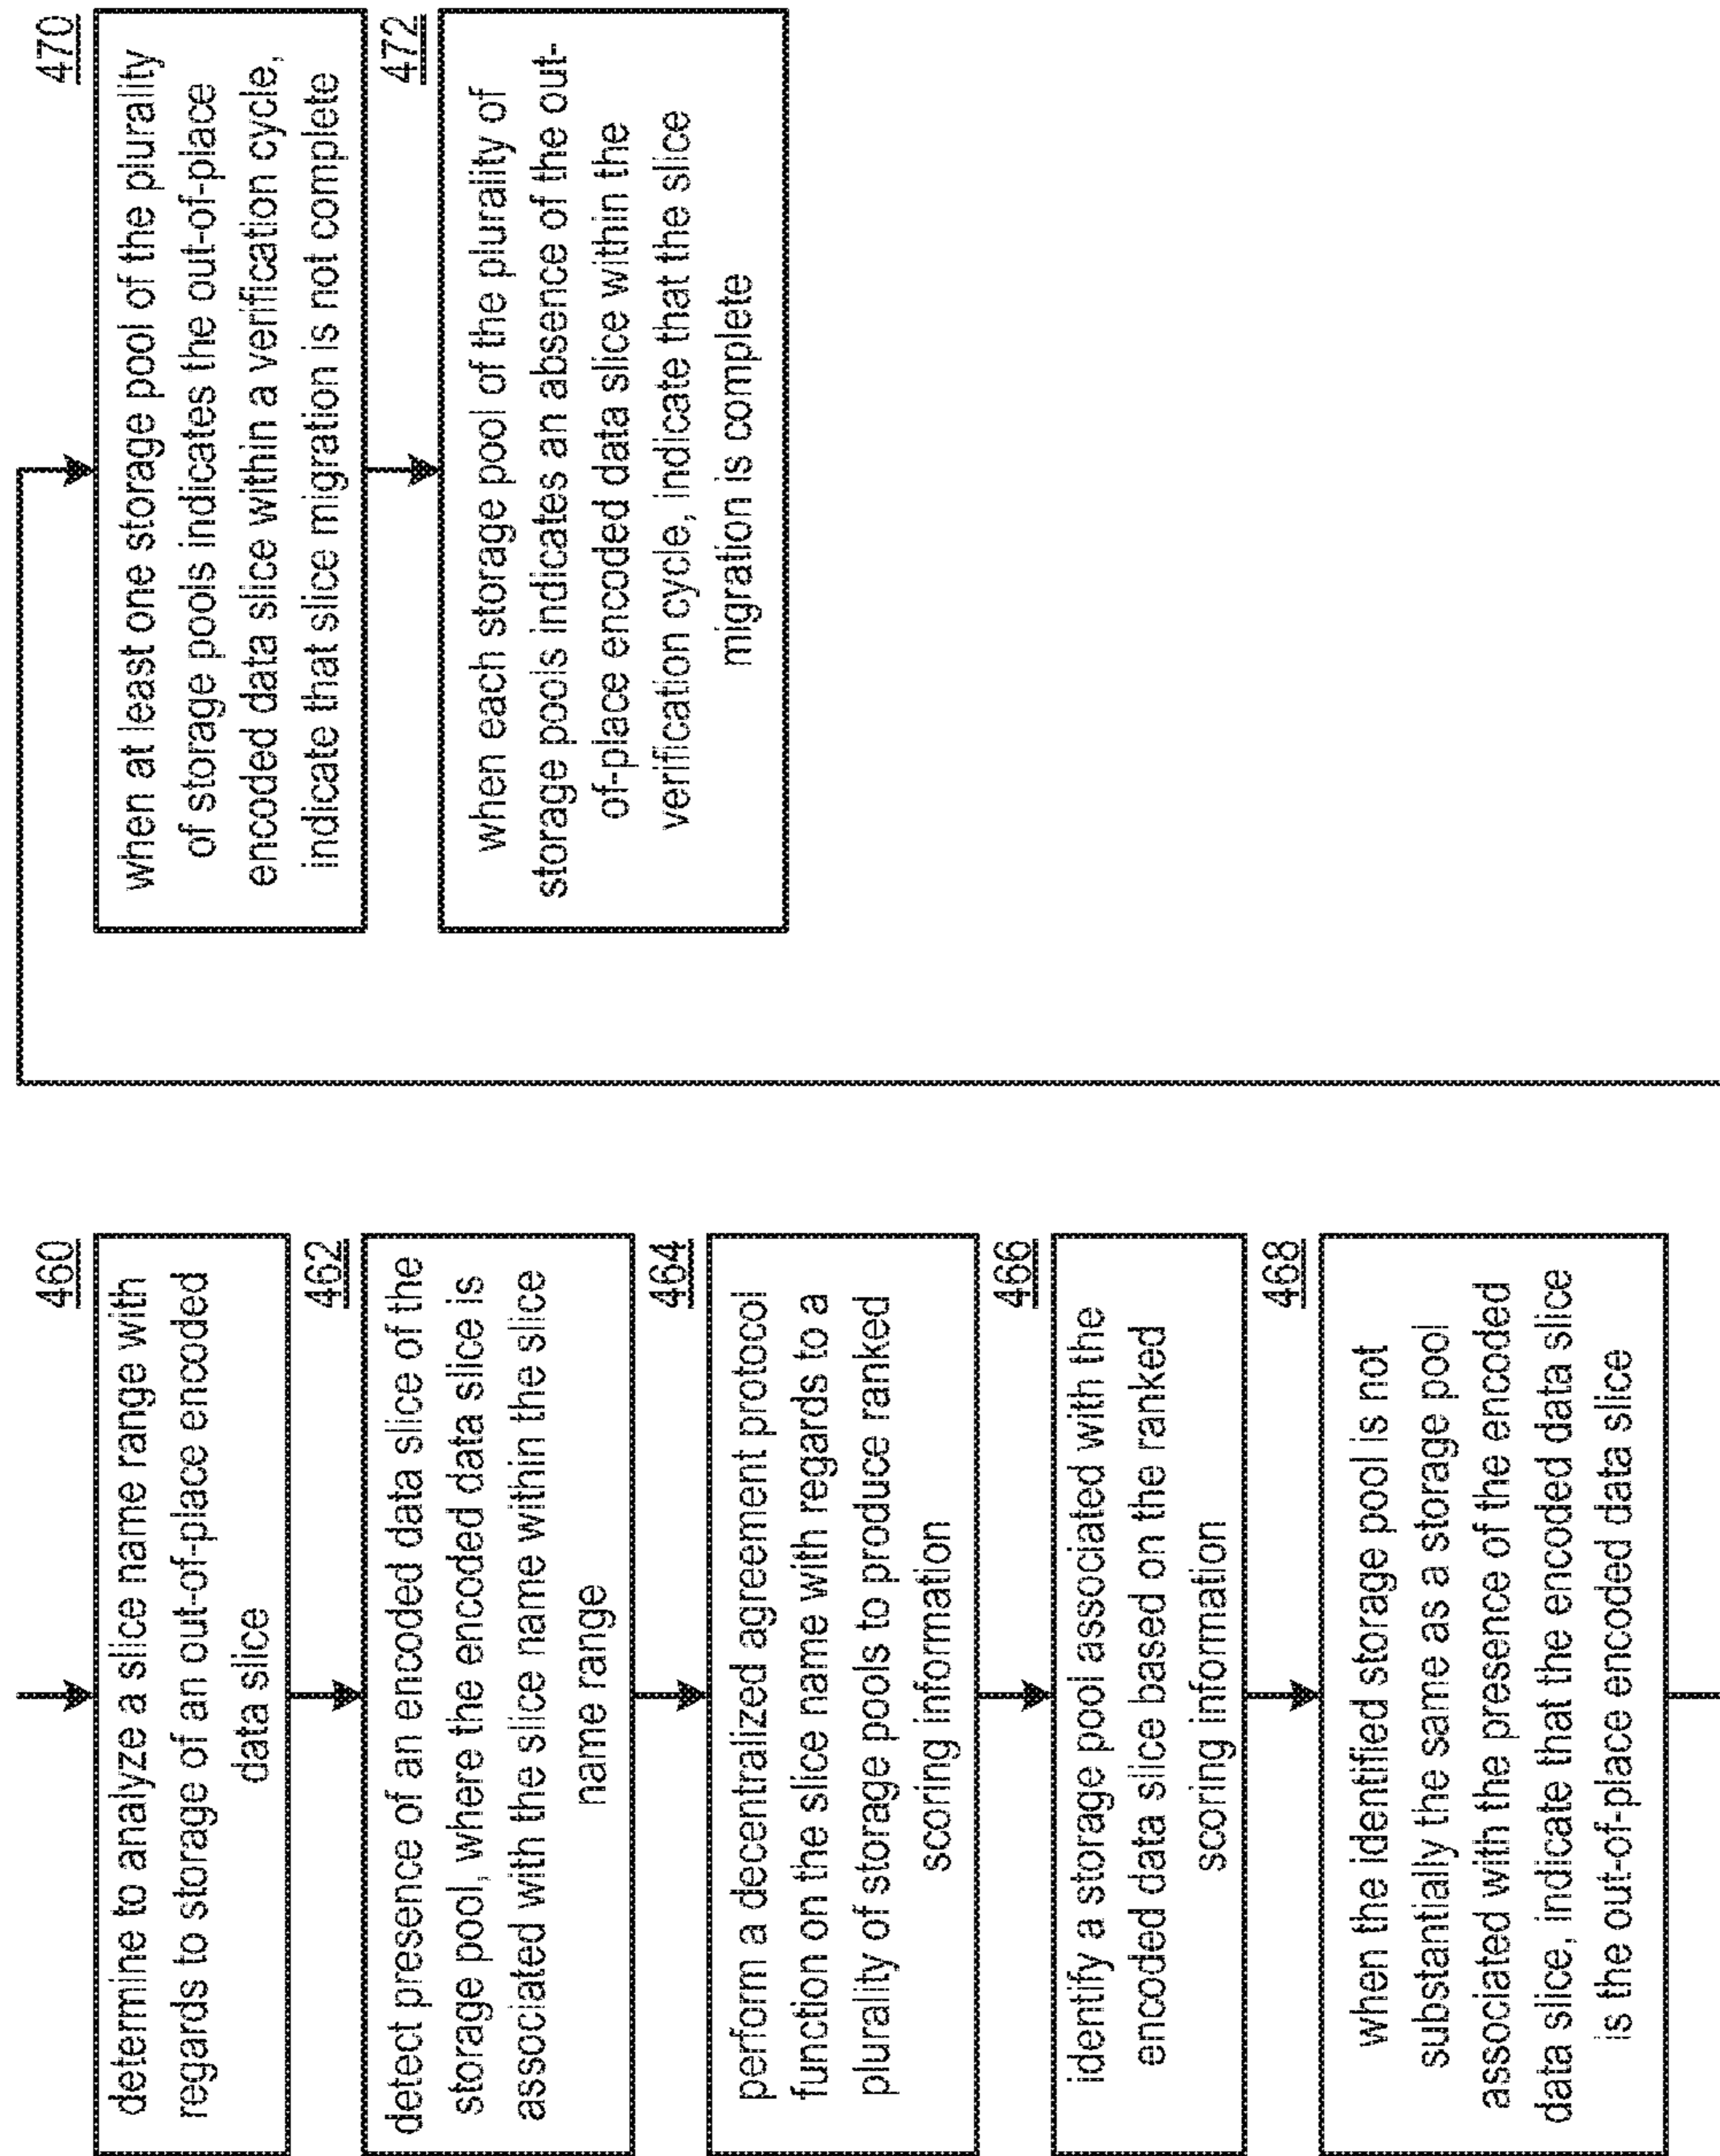 460
determine to analyze a slice name range with
regards to storage of an out-of-place encoded
data slice
462
detect presence of an encoded data slice of the
storage pool, where the encoded data slice is
associated with the slice name within the slice
name range
464
perform a decentralized agreement protocol
function on the slice name with regards to a
plurality of storage pools to produce ranked
scoring information
466
identify a storage pool associated with the
encoded data slice based on the ranked
scoring information
468
when the identified storage pool is not
substantially the same as a storage pool
associated with the presence of the encoded
data slice, indicate that the encoded data slice
is the out-of-place encoded data slice
470
when at least one storage pool of the plurality
of storage pools indicates the out-of-place
encoded data slice within a verification cycle,
indicate that slice migration is not complete
472
when each storage pool of the plurality of
storage pools indicates an absence of the out-
of-place encoded data slice within the
verification cycle, indicate that the slice
migration is complete